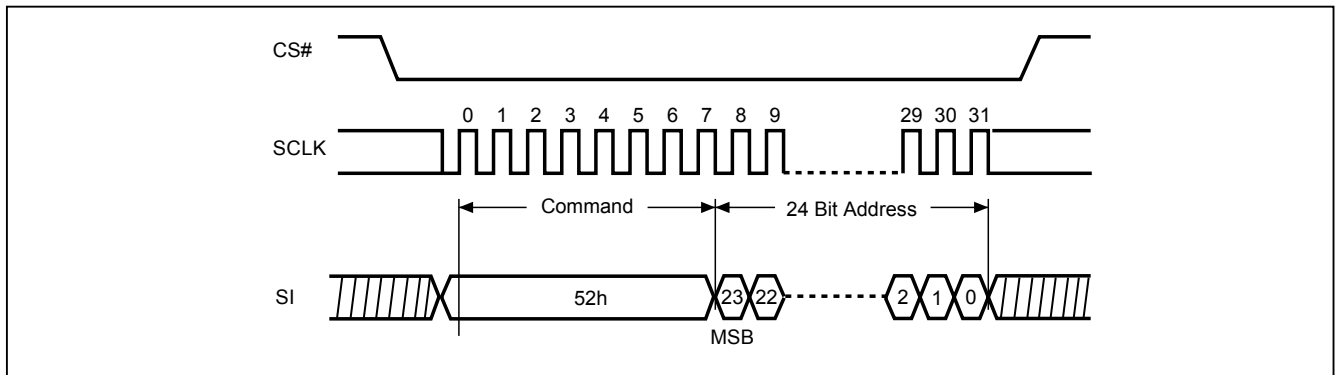 CS#
0 1 2 3 4 5 6 7 8 9 29 30 31
SCLK
Command 24 Bit Address
SI 52h 23 22 2 1 0
MSB